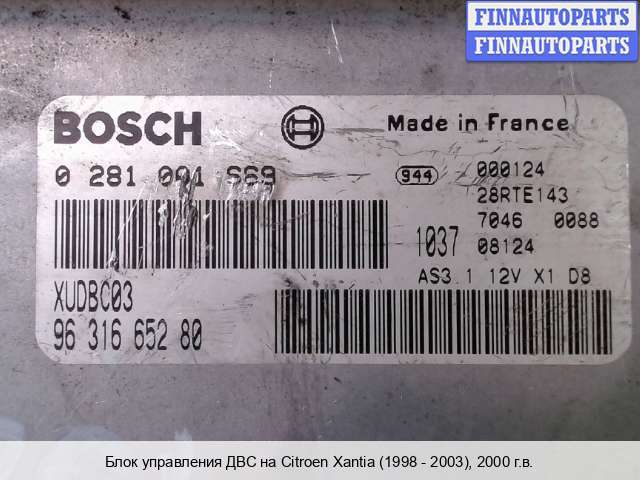 FINNAUTOPARTS
FINNAUTOPARTS
BOSCH
Made in France
0 281 001 669
944
000124
28RTE143
7046 0088
1037
08124
AS3.1 12V X1 D8
XUDBC03
96 316 652 80
Блок управления ДВС на Citroen Xantia (1998 - 2003), 2000 г.в.